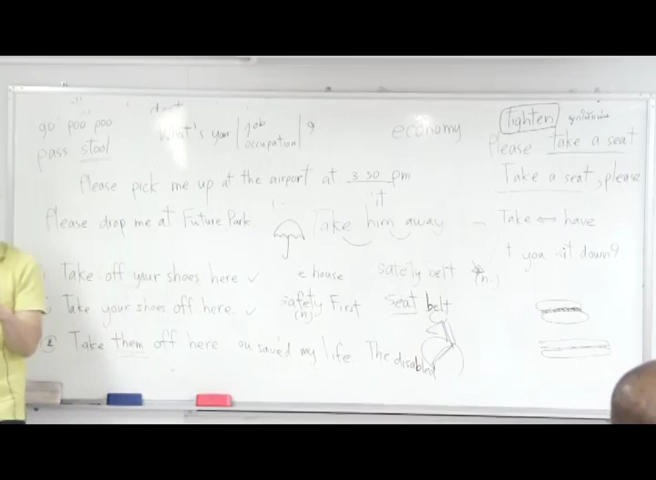 go poo poo
pass stool
What's your job occupation ?
economy
tighten
Please take a seat
Take a seat, please
Please pick me up at the airport at 3 30 pm
it
Please drop me at Future Park
Take him away
Take ↔ have
you sit down?
Take off your shoes here ✓
e house
safety belt
(n.)
Take your shoes off here. ✓
safety First
(n)
seat belt
2 Take them off here
ou saved my life
The disabled